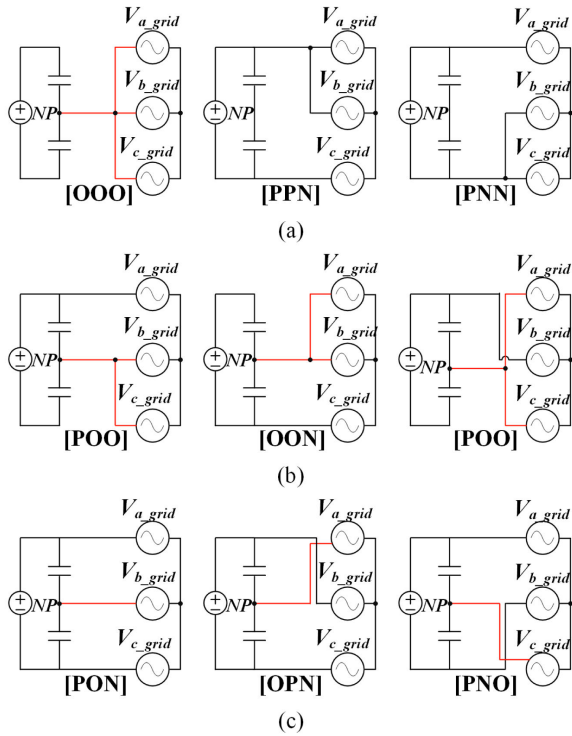 V_a_grid
V_a_grid
V_a_grid
V_b_grid
V_b_grid
V_b_grid
NP
NP
NP
V_c_grid
V_c_grid
V_c_grid
[OOO]
[PPN]
[PNN]
(a)
V_a_grid
V_a_grid
V_a_grid
V_b_grid
V_b_grid
V_b_grid
NP
NP
NP
V_c_grid
V_c_grid
V_c_grid
[POO]
[OON]
[POO]
(b)
V_a_grid
V_a_grid
V_a_grid
V_b_grid
V_b_grid
V_b_grid
NP
NP
NP
V_c_grid
V_c_grid
V_c_grid
[PON]
[OPN]
[PNO]
(c)